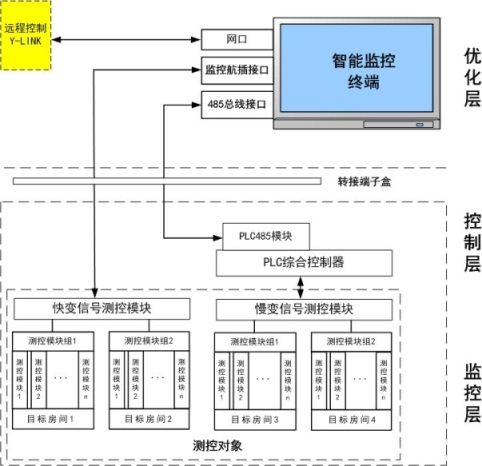 远程控制
Y-LINK
网口
监控航插接口
485总线接口
智能监控
终端
优化层
转接端子盒
PLC485模块
PLC综合控制器
控制层
快变信号测控模块
慢变信号测控模块
测控模块组1
测控模块1
测控模块2
...
测控模块n
目标房间1
测控模块组2
测控模块1
测控模块2
...
测控模块n
目标房间2
测控模块组1
测控模块1
测控模块2
...
测控模块n
目标房间3
测控模块组2
测控模块1
测控模块2
...
测控模块n
目标房间4
监控层
测控对象